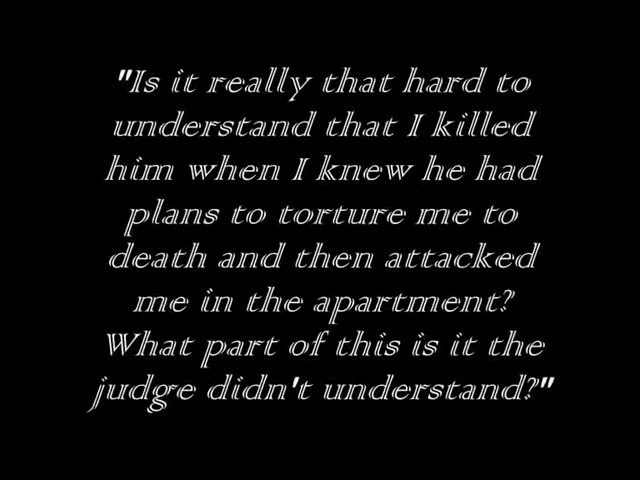 "Is it really that hard to
understand that I killed
him when I knew he had
plans to torture me to
death and then attacked
me in the apartment?
What part of this is it the
judge didn't understand?"